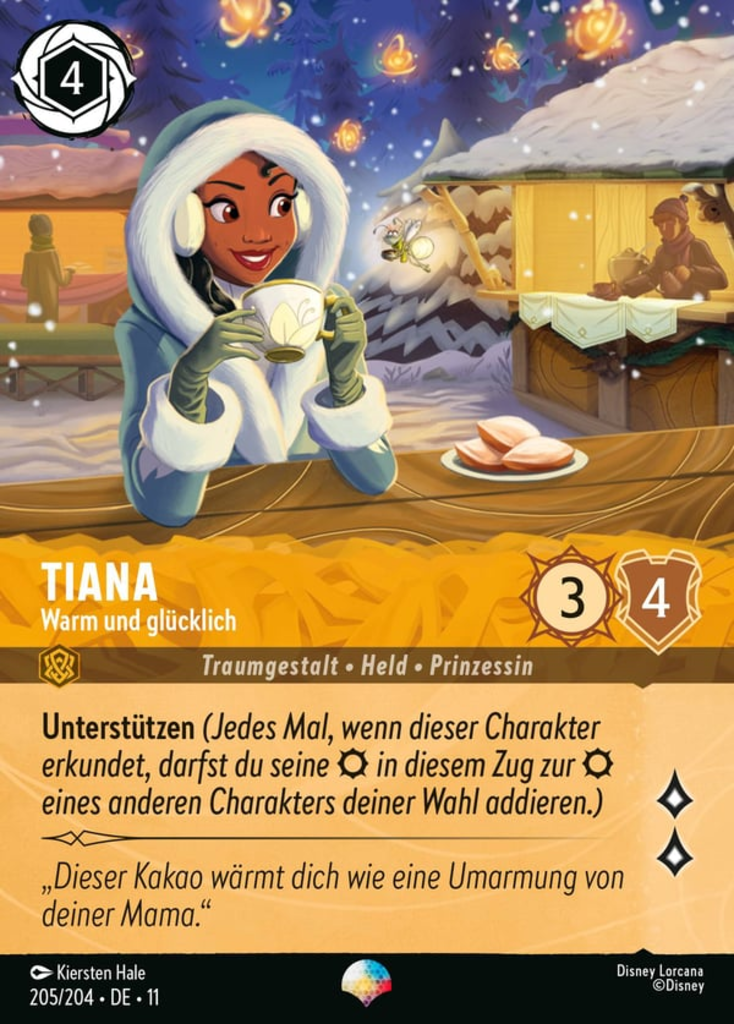 4
TIANA
Warm und glücklich
3
4
Traumgestalt • Held • Prinzessin
Unterstützen (Jedes Mal, wenn dieser Charakter
erkundet, darfst du seine in diesem Zug zur
eines anderen Charakters deiner Wahl addieren.)
„Dieser Kakao wärmt dich wie eine Umarmung von
deiner Mama.“
Kiersten Hale
205/204 • DE • 11
Disney Lorcana
©Disney